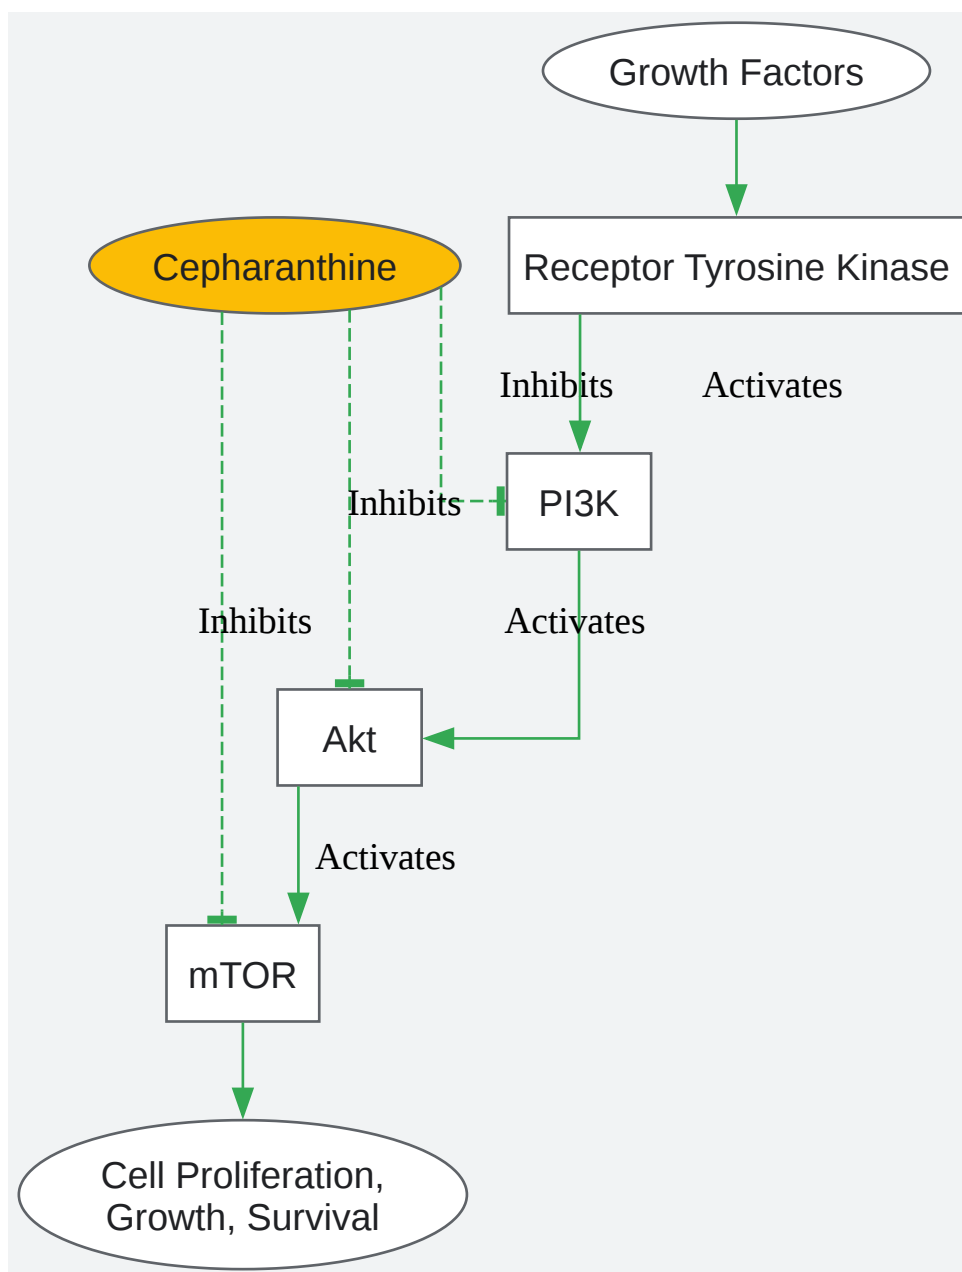 Growth Factors
Cepharanthine
Receptor Tyrosine Kinase
Inhibits
Activates
Inhibits
PI3K
Inhibits
Activates
Akt
Activates
mTOR
Cell Proliferation,
Growth, Survival